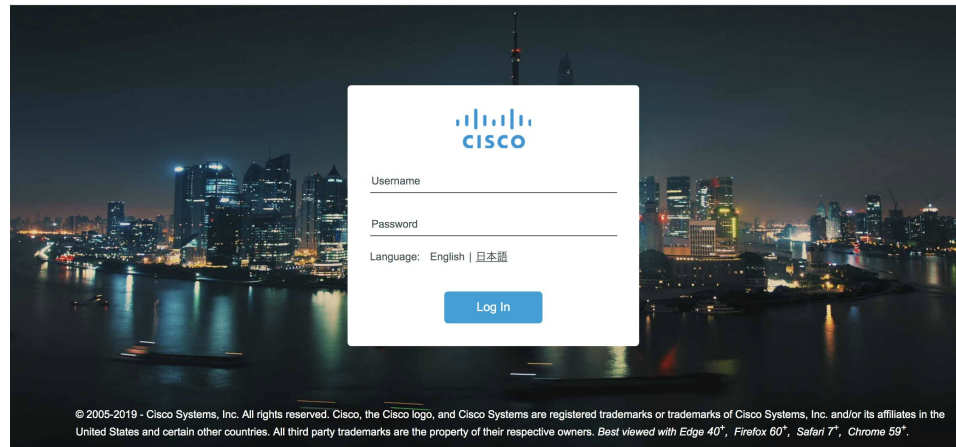 CISCO
Username
Password
Language: English | 日本語
Log In
© 2005-2019 - Cisco Systems, Inc. All rights reserved. Cisco, the Cisco logo, and Cisco Systems are registered trademarks or trademarks of Cisco Systems, Inc. and/or its affiliates in the
United States and certain other countries. All third party trademarks are the property of their respective owners. Best viewed with Edge 40+, Firefox 60+, Safari 7+, Chrome 59+,